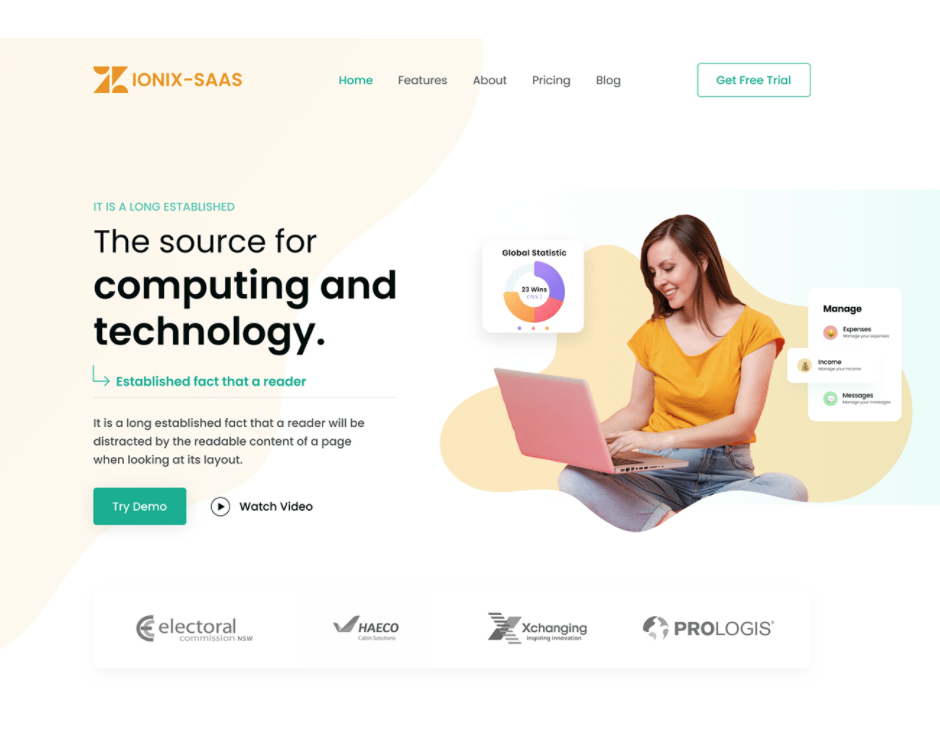 IONIX-SAAS
Home
Features
About
Pricing
Blog
Get Free Trial
IT IS A LONG ESTABLISHED
The source for
computing and
technology.
Established fact that a reader
It is a long established fact that a reader will be
distracted by the readable content of a page
when looking at its layout.
Try Demo
Watch Video
Global Statistic
23 Wins
(15%)
Manage
Expenses
Manage your expenses
Income
Manage your income
Messages
Manage your messages
electoral
commission NSW
HAECO
Cabin Solutions
Xchanging
inspiring innovation
PROLOGIS®